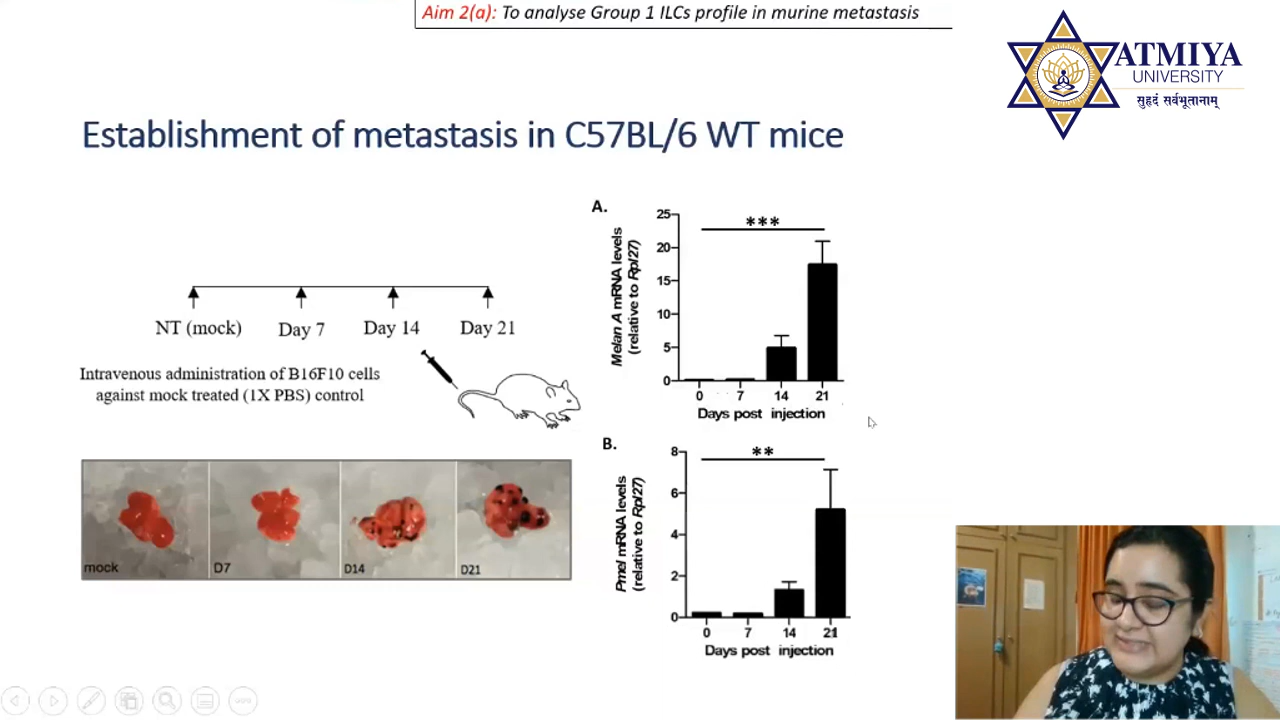 Aim 2(a): To analyse Group 1 ILCs profile in murine metastasis
ATMIYA
UNIVERSITY
सुहृदं सर्वभूतानाम्
Establishment of metastasis in C57BL/6 WT mice
NT (mock)
Day 7
Day 14
Day 21
Intravenous administration of B16F10 cells
against mock treated (1X PBS) control
mock
D7
D14
D21
A.
Melan A mRNA levels
(relative to Rpl27)
25
20
15
10
5
0
***
0 7 14 21
Days post injection
B.
Pmel mRNA levels
(relative to Rpl27)
8
6
4
2
0
**
0 7 14 21
Days post injection